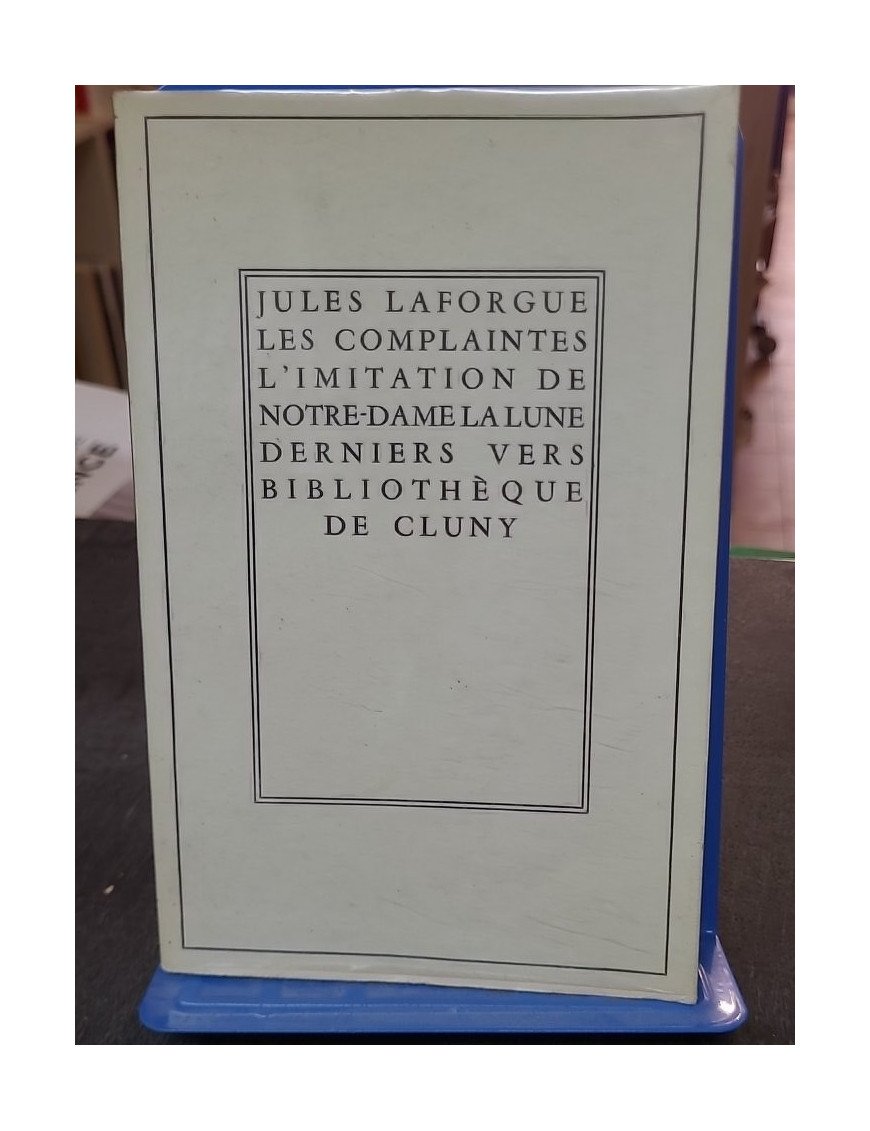 JULES LAFORGUE
LES COMPLAINTES
L'IMITATION DE
NOTRE-DAME LA LUNE
DERNIERS VERS
BIBLIOTHÈQUE
DE CLUNY